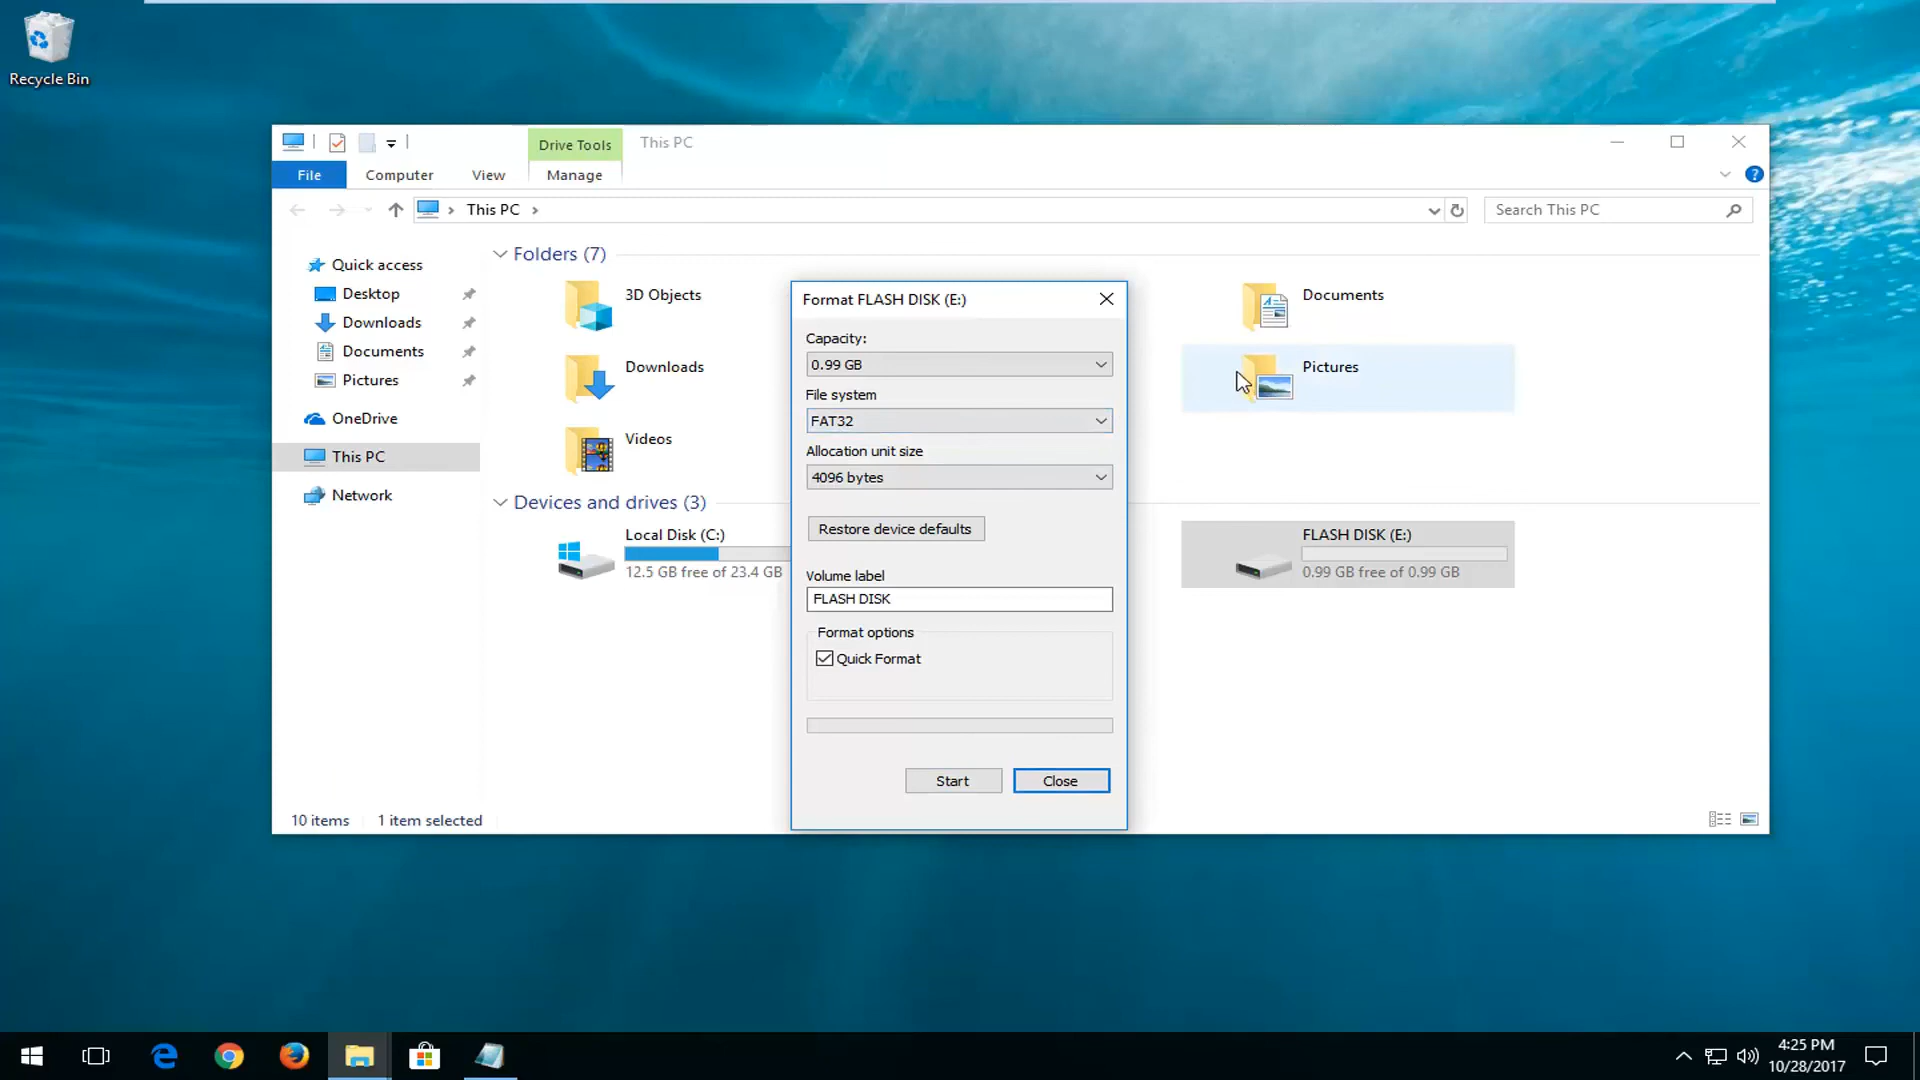 Recycle Bin
Drive Tools
This PC
File
Computer
View
Manage
This PC
Search This PC
Quick access
Desktop
Downloads
Documents
Pictures
OneDrive
This PC
Network
Folders (7)
3D Objects
Downloads
Videos
Documents
Pictures
Devices and drives (3)
Local Disk (C:)
12.5 GB free of 23.4 GB
FLASH DISK (E:)
0.99 GB free of 0.99 GB
Format FLASH DISK (E:)
Capacity:
0.99 GB
File system
FAT32
Allocation unit size
4096 bytes
Restore device defaults
Volume label
FLASH DISK
Format options
Quick Format
Start
Close
10 items
1 item selected
4:25 PM
10/28/2017